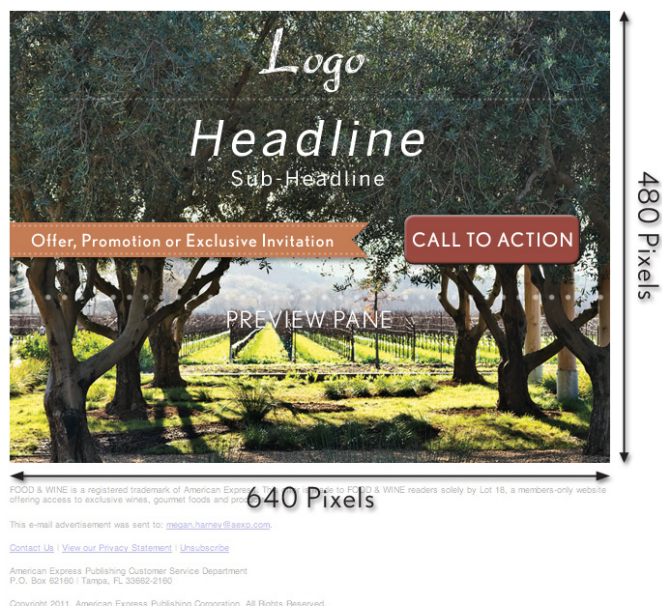 Logo
Headline
Sub-Headline
Offer, Promotion or Exclusive Invitation
CALL TO ACTION
PREVIEW PANE
480 Pixels
640 Pixels
FOOD & WINE is a registered trademark of American Express. to FOOD & WINE readers solely by Lot 18, a members-only website
offering access to exclusive wines, gourmet foods and
This e-mail advertisement was sent to: megan.harney@aexp.com.
Contact Us | View our Privacy Statement | Unsubscribe
American Express Publishing Customer Service Department
P.O. Box 62160 | Tampa, FL 33662-2160
Copyright 2011. American Express Publishing Corporation. All Rights Reserved.